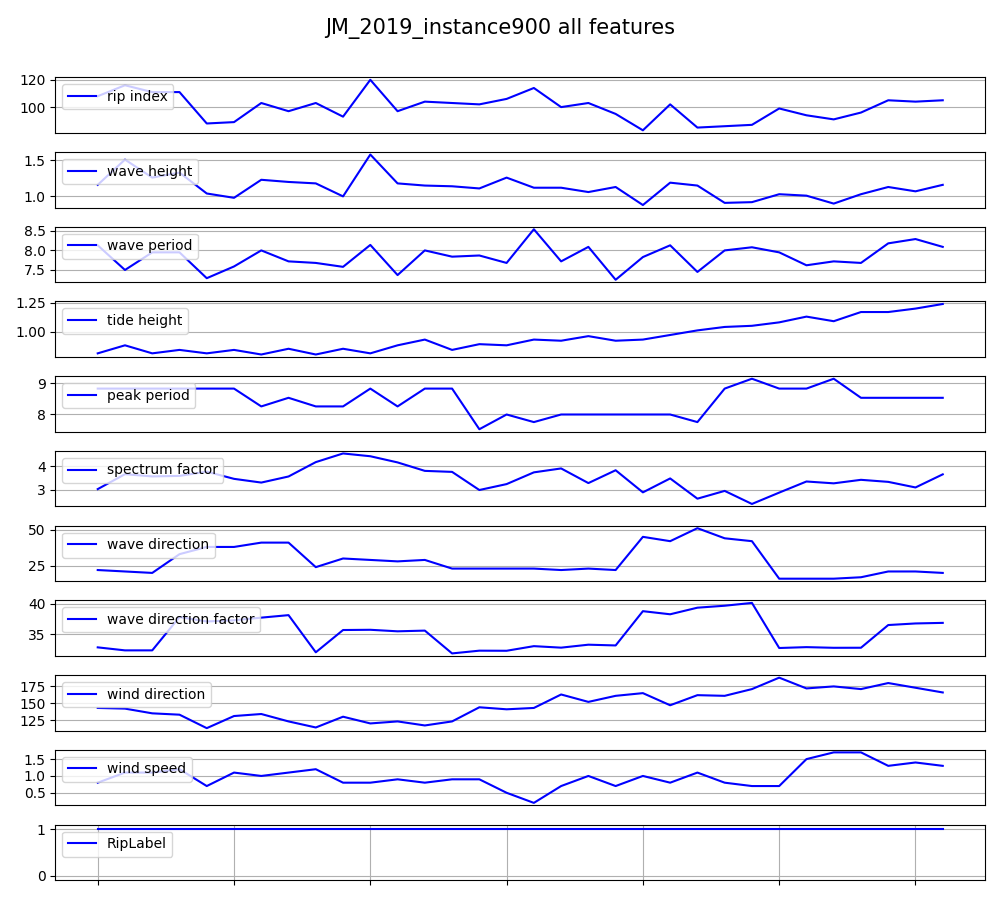 JM_2019_instance900 all features
120
100
rip index
1.5
1.0
wave height
8.5
8.0
7.5
wave period
1.25
1.00
tide height
9
8
peak period
4
3
spectrum factor
50
25
wave direction
40
35
wave direction factor
175
150
125
wind direction
1.5
1.0
0.5
wind speed
1
0
RipLabel